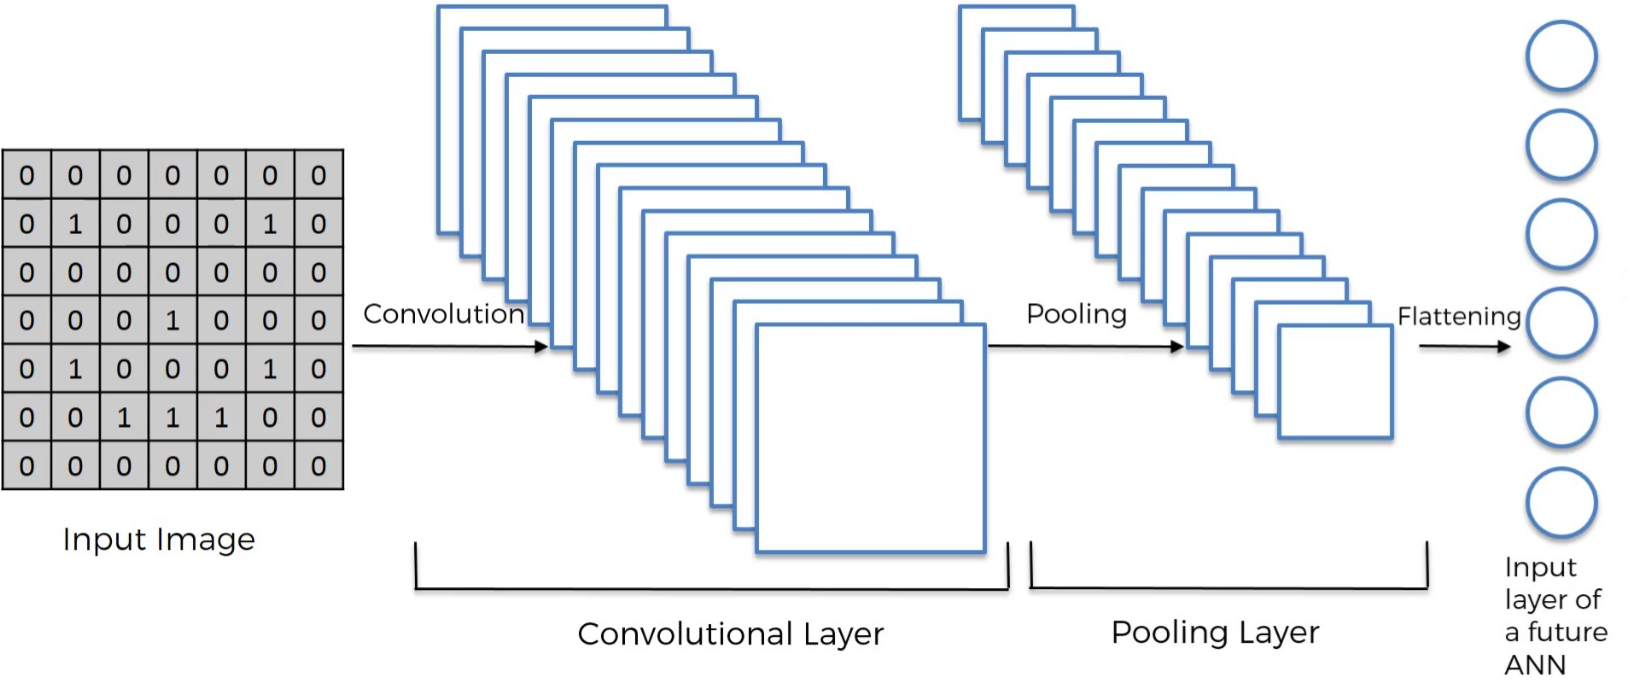 0 0 0 0 0 0 0
0 1 0 0 0 1 0
0 0 0 0 0 0 0
0 0 0 1 0 0 0
0 1 0 0 0 1 0
0 0 1 1 1 0 0
0 0 0 0 0 0 0
Input Image
Convolution
Convolutional Layer
Pooling
Pooling Layer
Flattening
Input
layer of
a future
ANN